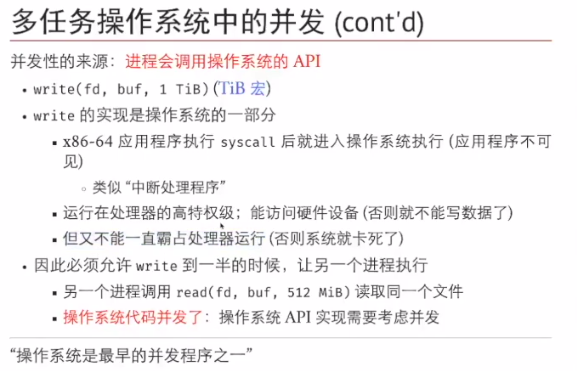 多任务操作系统中的并发 (cont'd)
并发性的来源：进程会调用操作系统的 API
• write(fd, buf, 1 TiB) (TiB 宏)
• write 的实现是操作系统的一部分
▪ x86-64 应用程序执行 syscall 后就进入操作系统执行 (应用程序不可
见)
◦ 类似 “中断处理程序”
▪ 运行在处理器的高特权级；能访问硬件设备 (否则就不能写数据了)
▪ 但又不能一直霸占处理器运行 (否则系统就卡死了)
• 因此必须允许 write 到一半的时候，让另一个进程执行
▪ 另一个进程调用 read(fd, buf, 512 MiB) 读取同一个文件
▪ 操作系统代码并发了：操作系统 API 实现需要考虑并发
“操作系统是最早的并发程序之一”